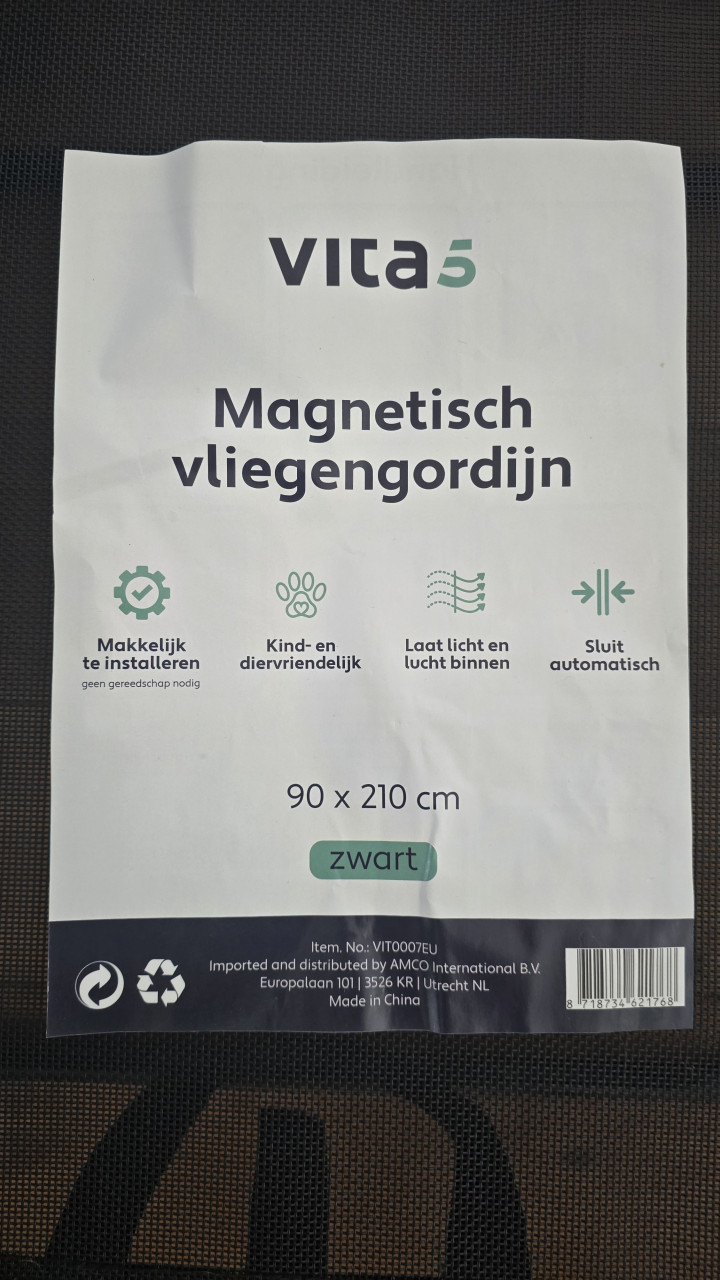 vita5
Magnetisch
vliegengordijn
Makkelijk
te installeren
geen gereedschap nodig
Kind- en
diervriendelijk
Laat licht en
lucht binnen
Sluit
automatisch
90 x 210 cm
zwart
Item. No.: VIT0007EU
Imported and distributed by AMCO International B.V.
Europalaan 101 | 3526 KR | Utrecht NL
Made in China
8 718734 621768